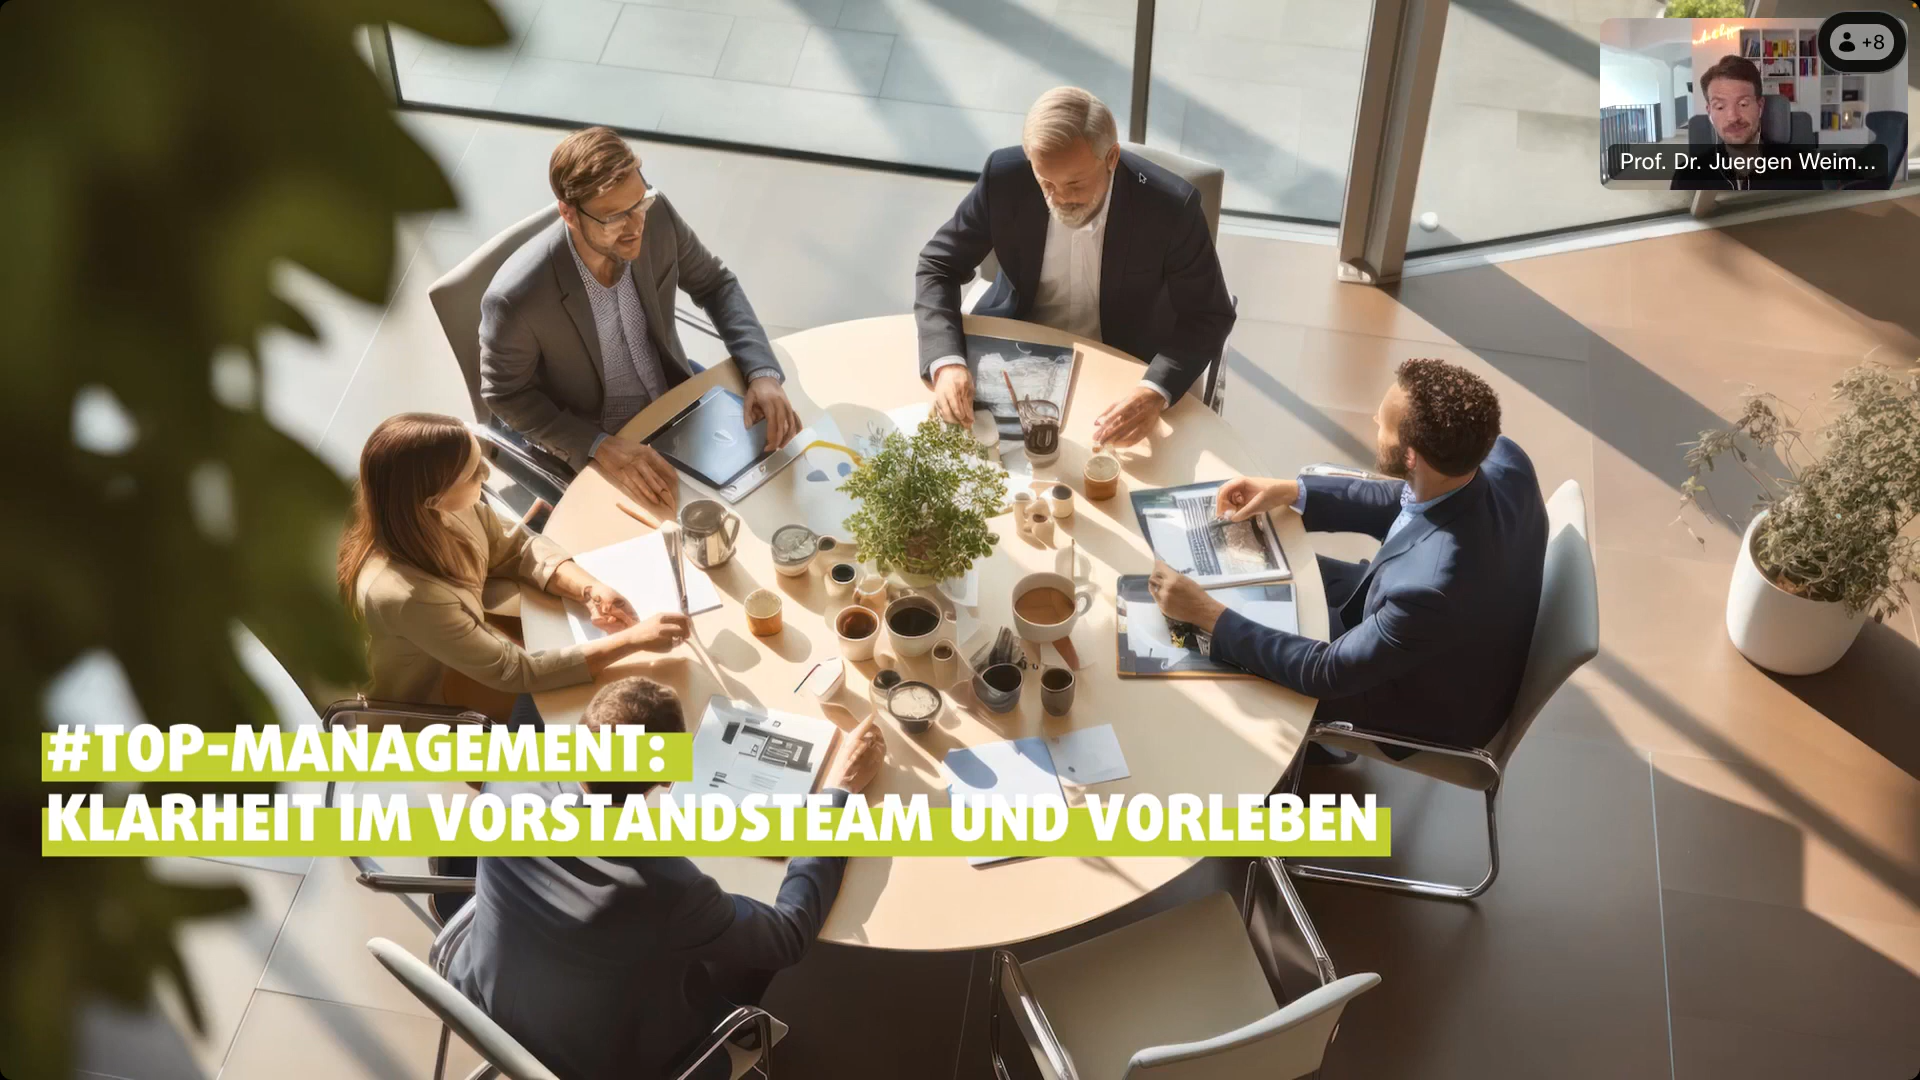 +8
Prof. Dr. Juergen Weim...
#TOP-MANAGEMENT:
KLARHEIT IM VORSTANDSTEAM UND VORLEBEN